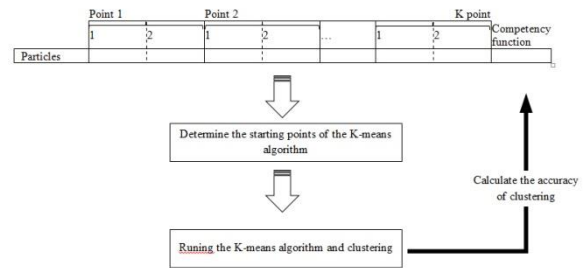 Point 1 Point 2 K point
1 2 1 2 ... 1 2 Competency
function
Particles
Determine the starting points of the K-means
algorithm
Calculate the accuracy
of clustering
Runing the K-means algorithm and clustering